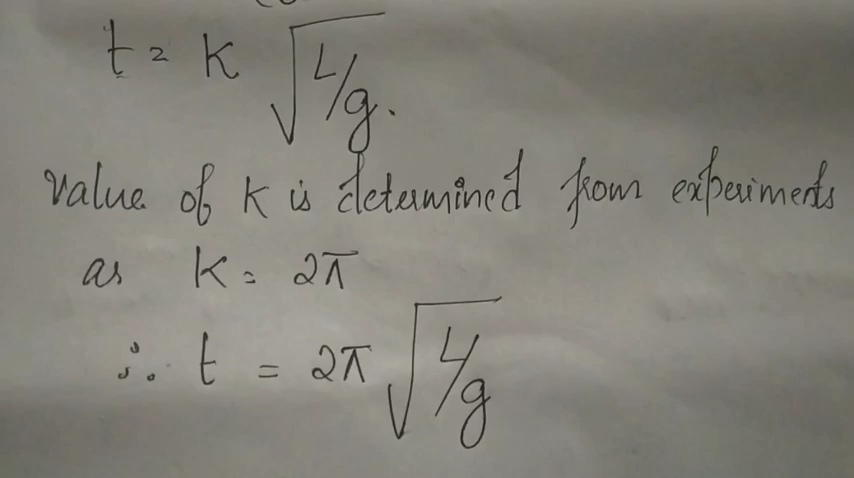 t = K √L/g.
Value of K is determined from experiments
as K = 2π
∴ t = 2π √L/g